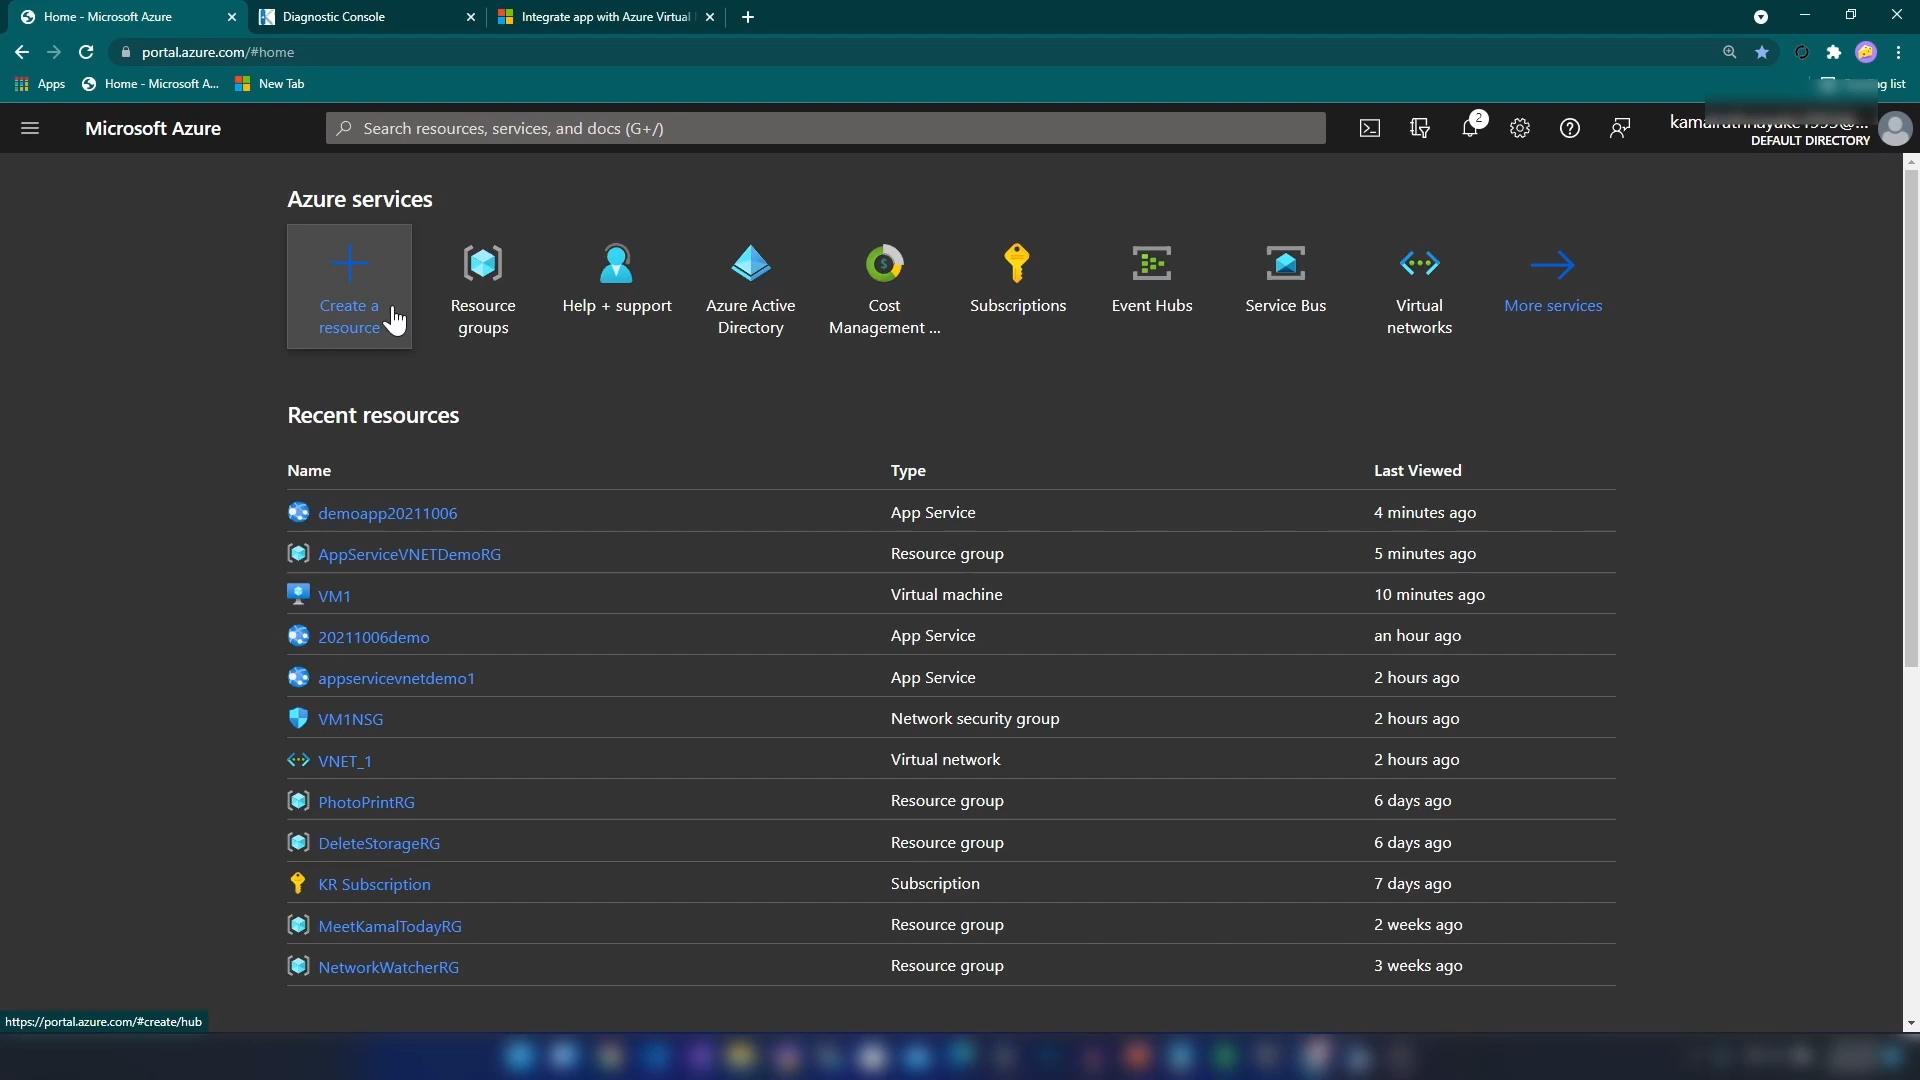 Home - Microsoft Azure
Diagnostic Console
Integrate app with Azure Virtual
portal.azure.com/#home
Apps
Home - Microsoft A...
New Tab
list
Microsoft Azure
Search resources, services, and docs (G+/)
2
DEFAULT DIRECTORY
Azure services
Create a resource
Resource groups
Help + support
Azure Active Directory
Cost Management ...
Subscriptions
Event Hubs
Service Bus
Virtual networks
More services
Recent resources
Name Type Last Viewed
demoapp20211006 App Service 4 minutes ago
AppServiceVNETDemoRG Resource group 5 minutes ago
VM1 Virtual machine 10 minutes ago
20211006demo App Service an hour ago
appservicevnetdemo1 App Service 2 hours ago
VM1NSG Network security group 2 hours ago
VNET_1 Virtual network 2 hours ago
PhotoPrintRG Resource group 6 days ago
DeleteStorageRG Resource group 6 days ago
KR Subscription Subscription 7 days ago
MeetKamalTodayRG Resource group 2 weeks ago
NetworkWatcherRG Resource group 3 weeks ago
https://portal.azure.com/#create/hub